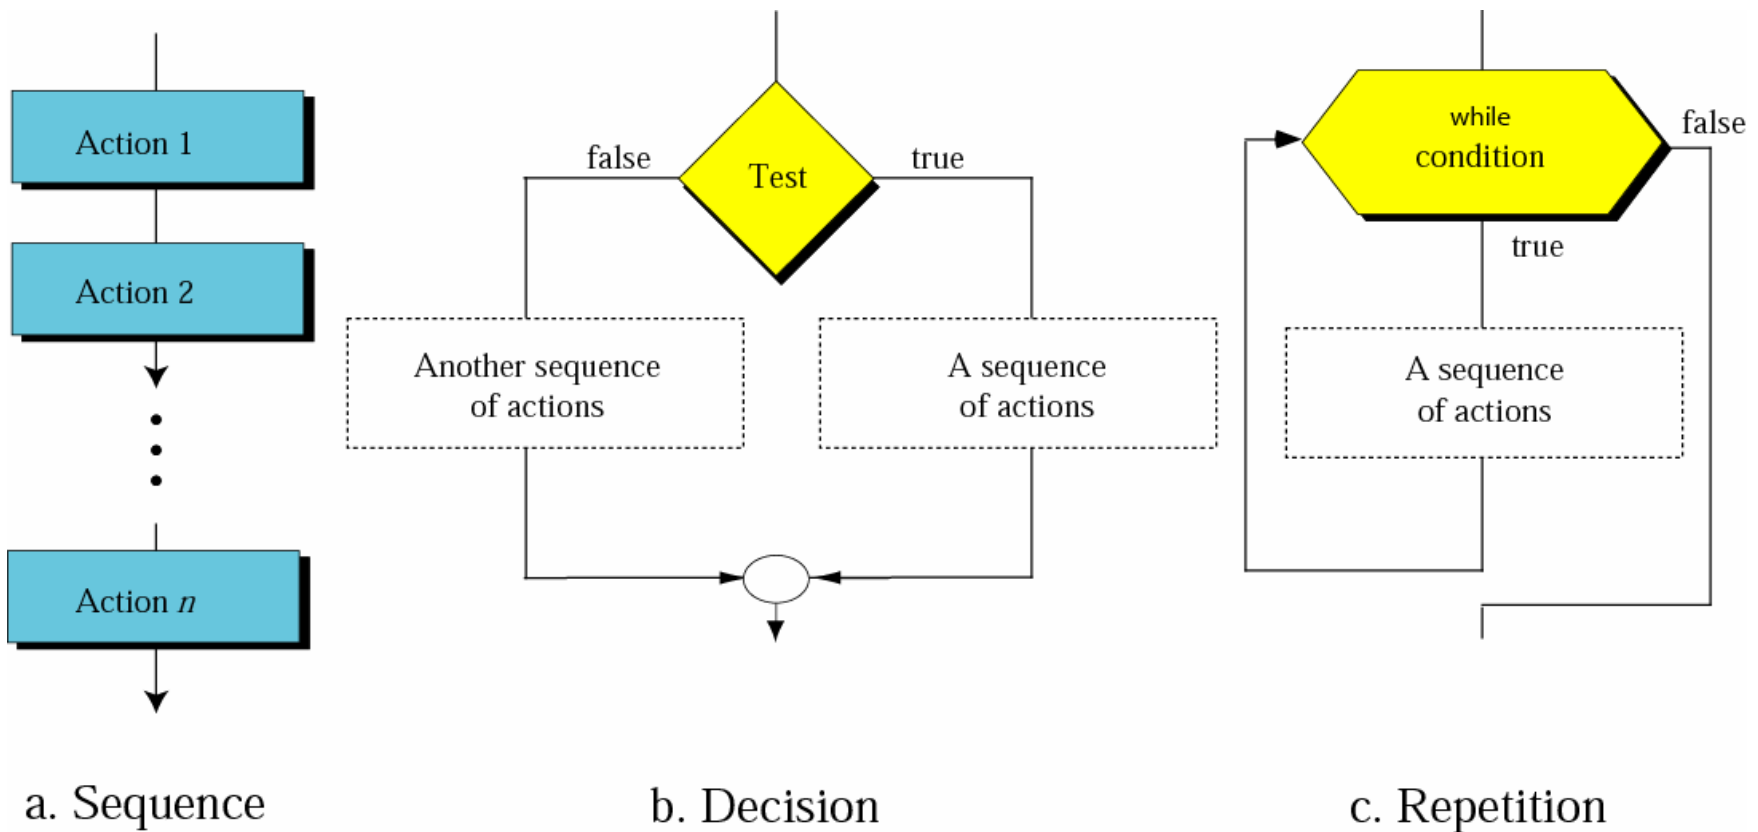 Action 1
Action 2
Action n
a. Sequence
false
true
Test
Another sequence
of actions
A sequence
of actions
b. Decision
while
condition
false
true
A sequence
of actions
c. Repetition